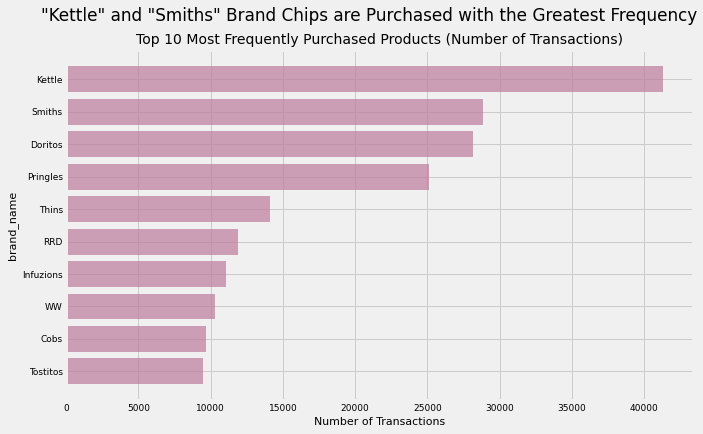 "Kettle" and "Smiths" Brand Chips are Purchased with the Greatest Frequency
Top 10 Most Frequently Purchased Products (Number of Transactions)
brand_name
Kettle
Smiths
Doritos
Pringles
Thins
RRD
Infuzions
WW
Cobs
Tostitos
0 5000 10000 15000 20000 25000 30000 35000 40000
Number of Transactions